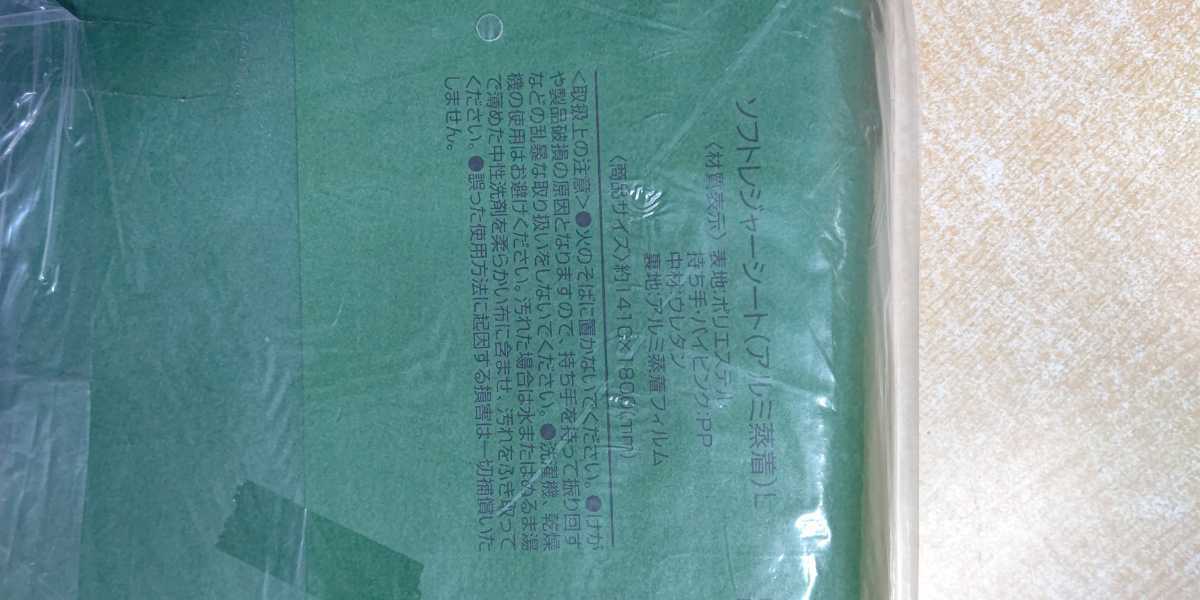 ソフトレジャーシート(アルミ蒸着)L
〈材質表示〉表地:ポリエステル
持ち手・パイピング:PP
中材:ウレタン
裏地:アルミ蒸着フィルム
〈商品サイズ〉約1410×1800(mm)
<取扱上の注意>●火のそばに置かないでください。●けが
や製品破損の原因となりますので、持ち手を持って振り回す
などの乱暴な取り扱いをしないでください。●洗濯機、乾燥
機の使用はお避けください。汚れた場合は水またはぬるま湯
で薄めた中性洗剤を柔らかい布に含ませ、汚れをふき取って
ください。●誤った使用方法に起因する損害は一切補償いた
しません。